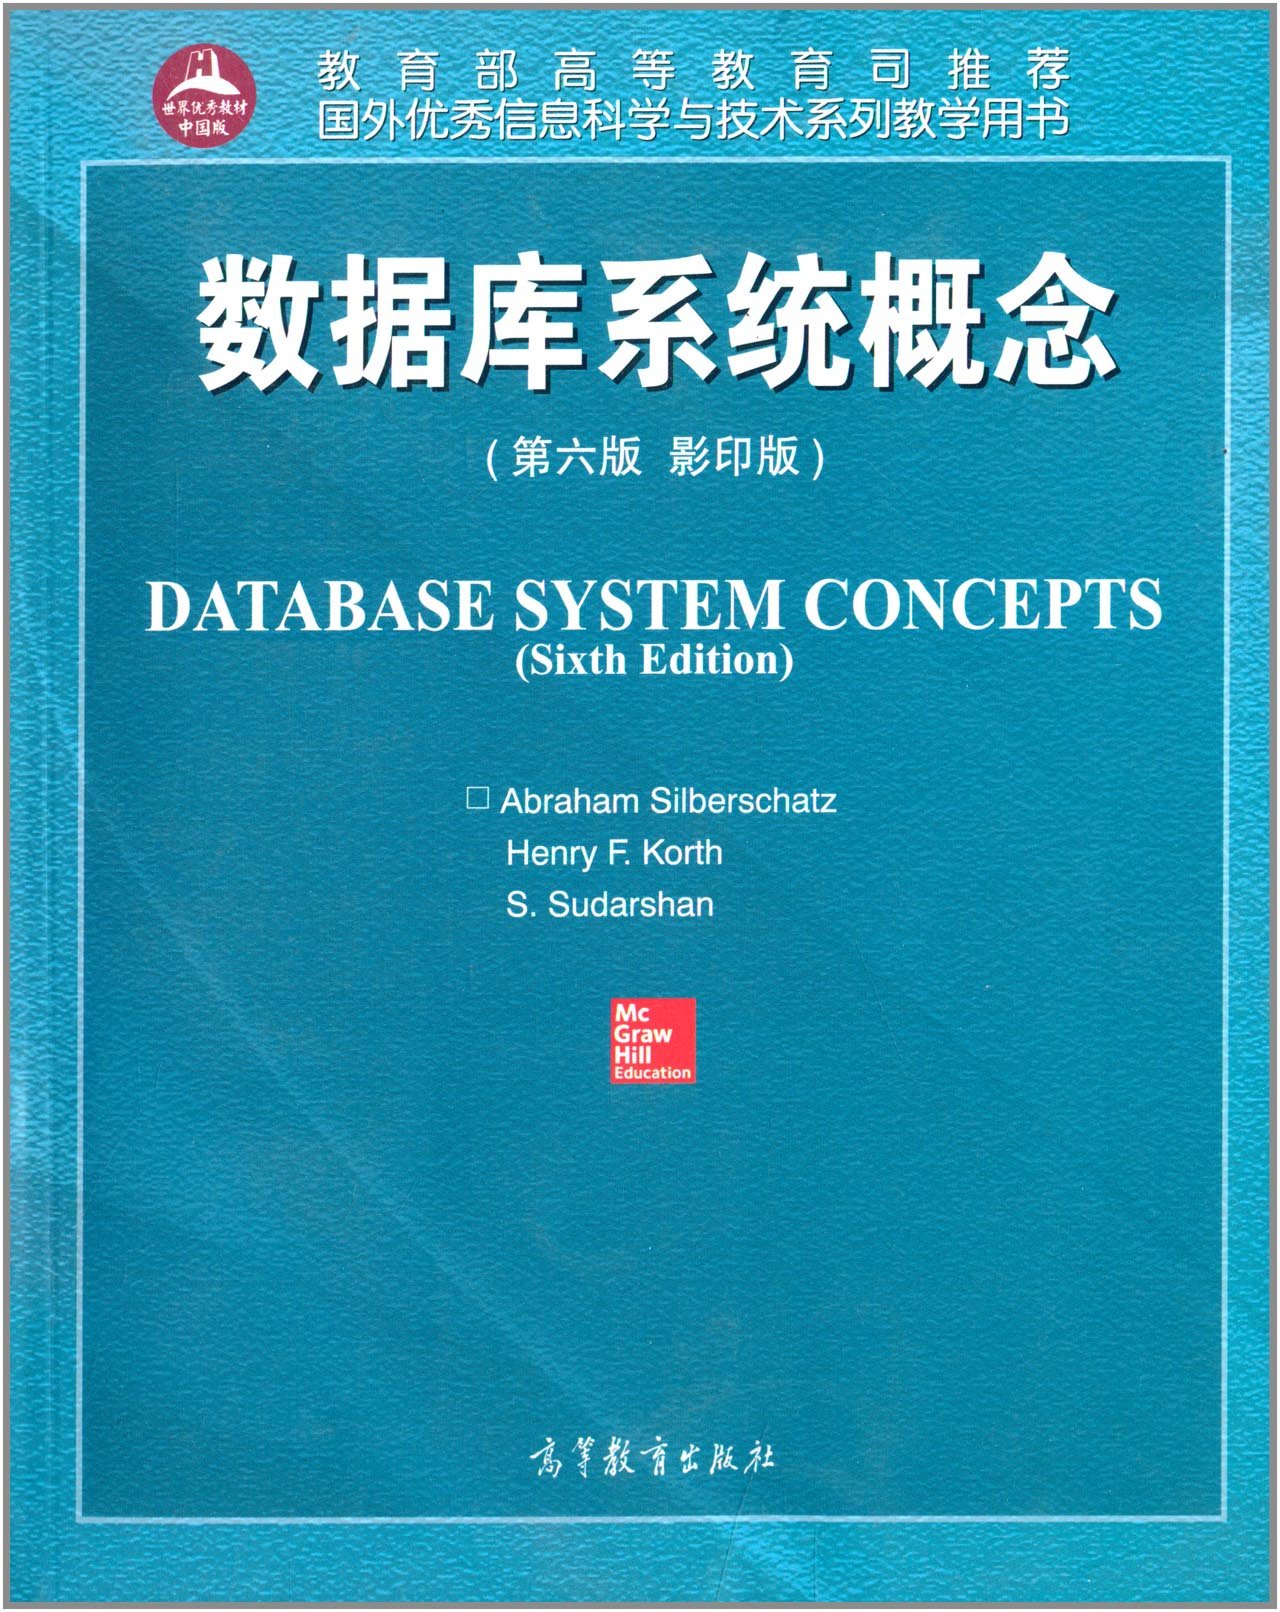 教育部高等教育司推荐
国外优秀信息科学与技术系列教学用书
世界优秀教材
中国版
数据库系统概念
(第六版 影印版)
DATABASE SYSTEM CONCEPTS
(Sixth Edition)
□ Abraham Silberschatz
Henry F. Korth
S. Sudarshan
Mc
Graw
Hill
Education
高等教育出版社